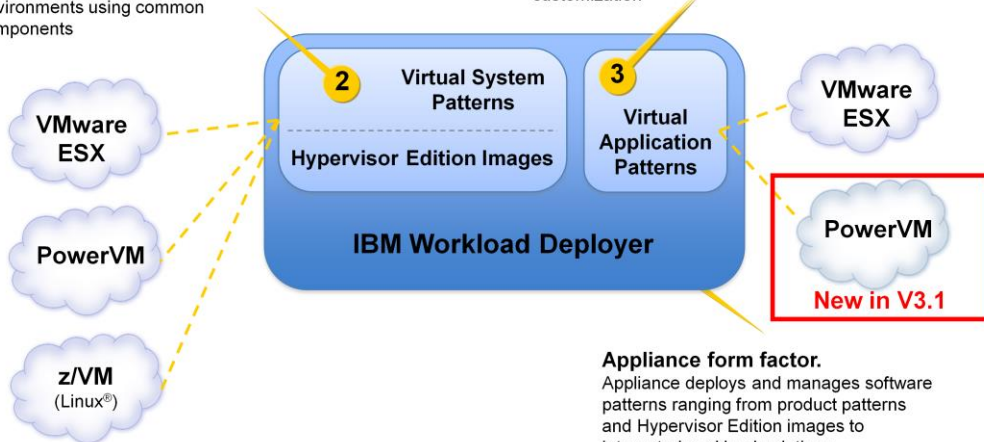 environments using common
components
2
Virtual System
Patterns
Hypervisor Edition Images
3
Virtual
Application
Patterns
IBM Workload Deployer
VMware
ESX
PowerVM
z/VM
(Linux®)
VMware
ESX
PowerVM
New in V3.1
Appliance form factor.
Appliance deploys and manages software
patterns ranging from product patterns
and Hypervisor Edition images to